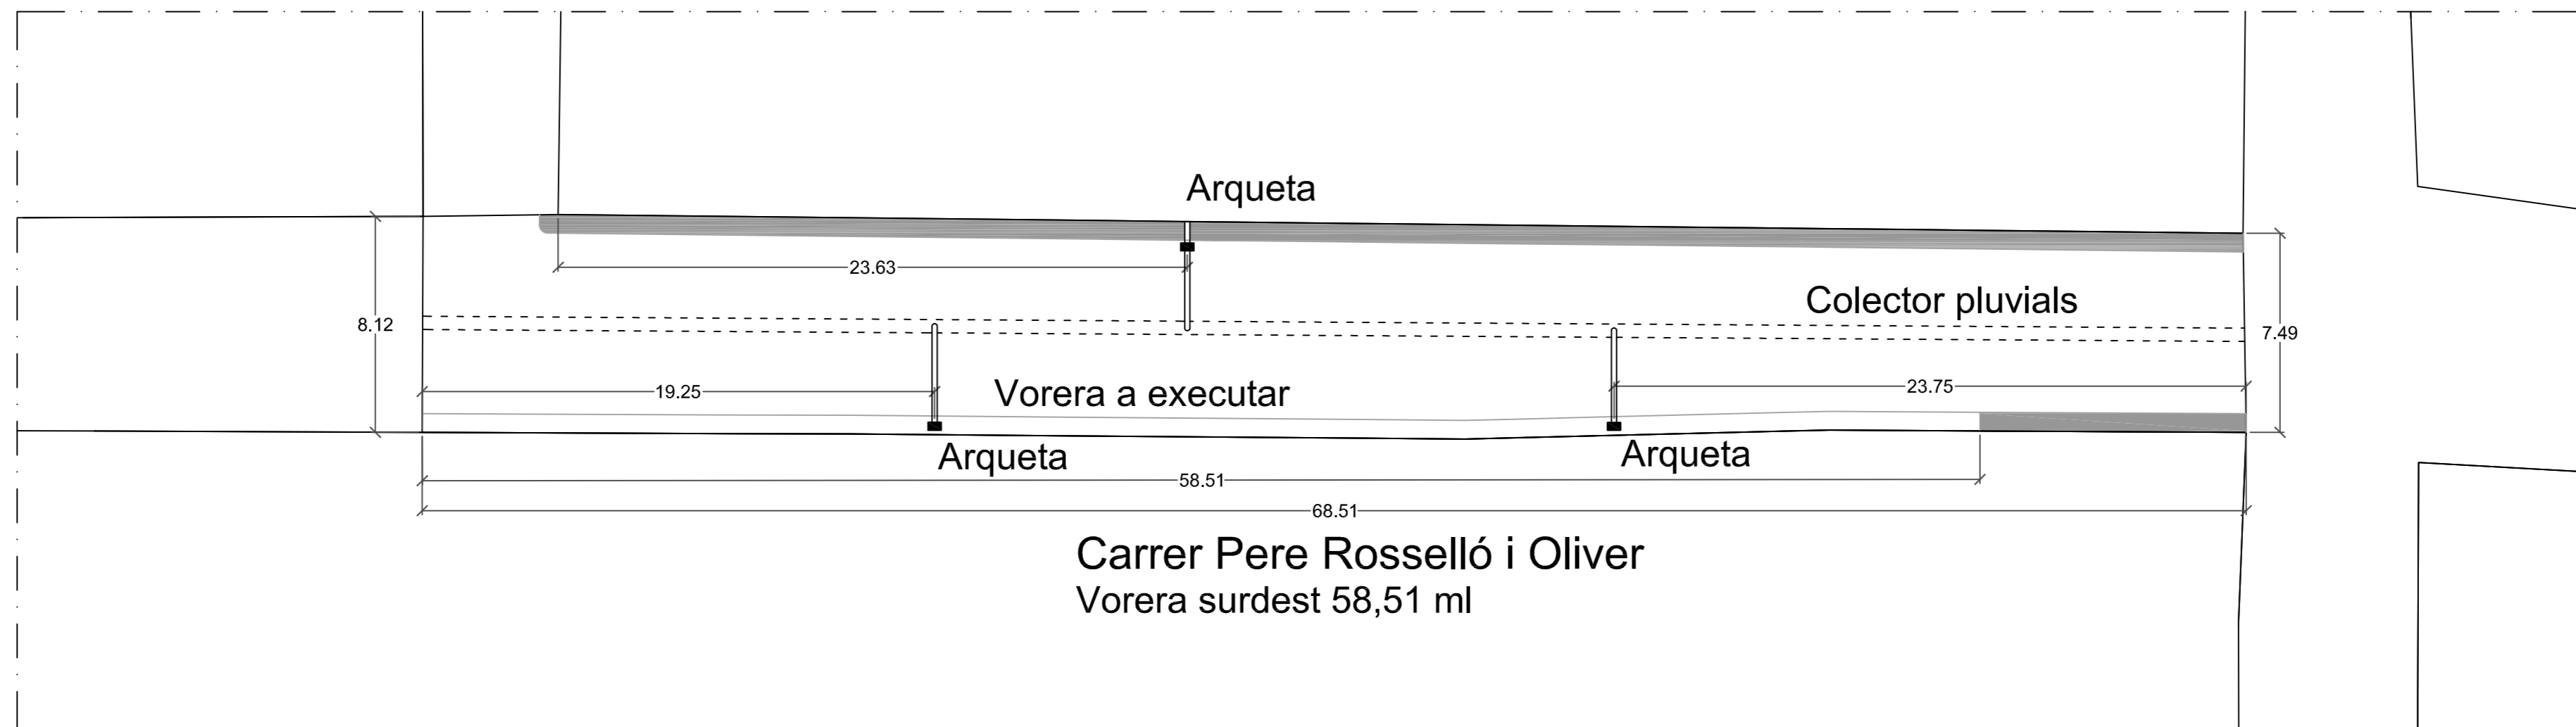 Arqueta
23.63
Colector pluvials
8.12
7.49
19.25
Vorera a executar
23.75
Arqueta
Arqueta
58.51
68.51
Carrer Pere Rosselló i Oliver
Vorera surdest 58,51 ml